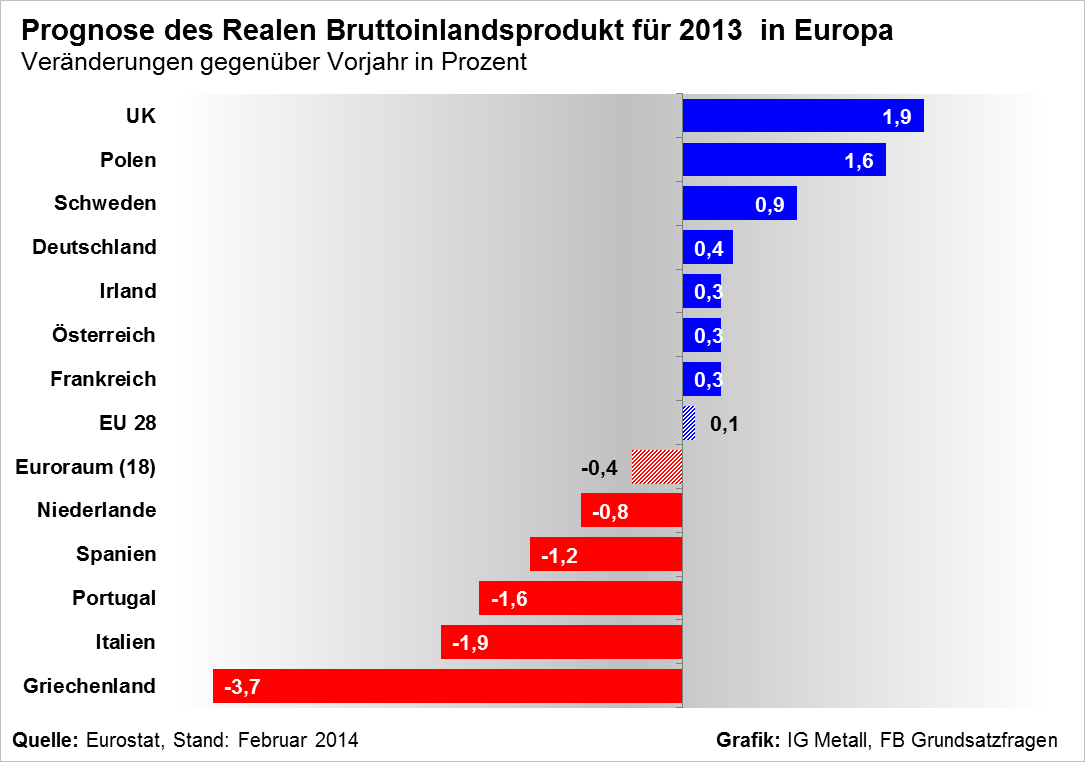 Prognose des Realen Bruttoinlandsprodukt für 2013  in Europa
Veränderungen gegenüber Vorjahr in Prozent
UK 1,9
Polen 1,6
Schweden 0,9
Deutschland 0,4
Irland 0,3
Österreich 0,3
Frankreich 0,3
EU 28 0,1
Euroraum (18) -0,4
Niederlande -0,8
Spanien -1,2
Portugal -1,6
Italien -1,9
Griechenland -3,7
Quelle: Eurostat, Stand: Februar 2014 Grafik: IG Metall, FB Grundsatzfragen